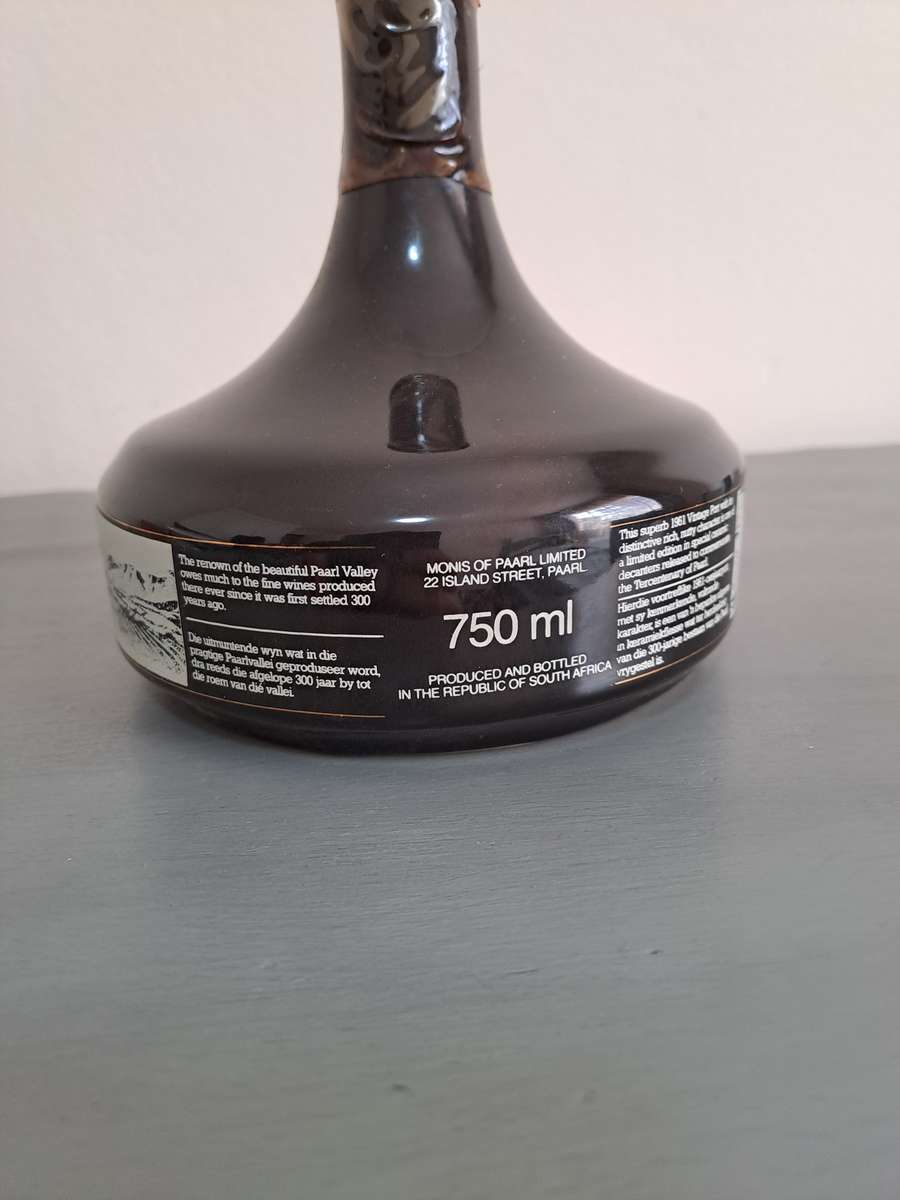 The renown of the beautiful Paarl Valley
owes much to the fine wines produced
there ever since it was first settled 300
years ago.
Die uitmuntende wyn wat in die
pragtige Paarlvallei geproduseer word,
dra reeds die afgelope 300 jaar by tot
die roem van dié vallei.
MONIS OF PAARL LIMITED
22 ISLAND STREET, PAARL
750 ml
PRODUCED AND BOTTLED
IN THE REPUBLIC OF SOUTH AFRICA
This superb 1961 Vintage Port with its
distinctive rich, nutty character is one of
a limited edition in special ceramic
decanters released to commemorate
the Tercentenary of Paarl.
Hierdie voortreflike 1961-
met sy kenmerkende,
karakter, is een van 'n beperkte
in keramiekflesse wat ter
van die 300-jarige bestaan van die
vrygestel is.